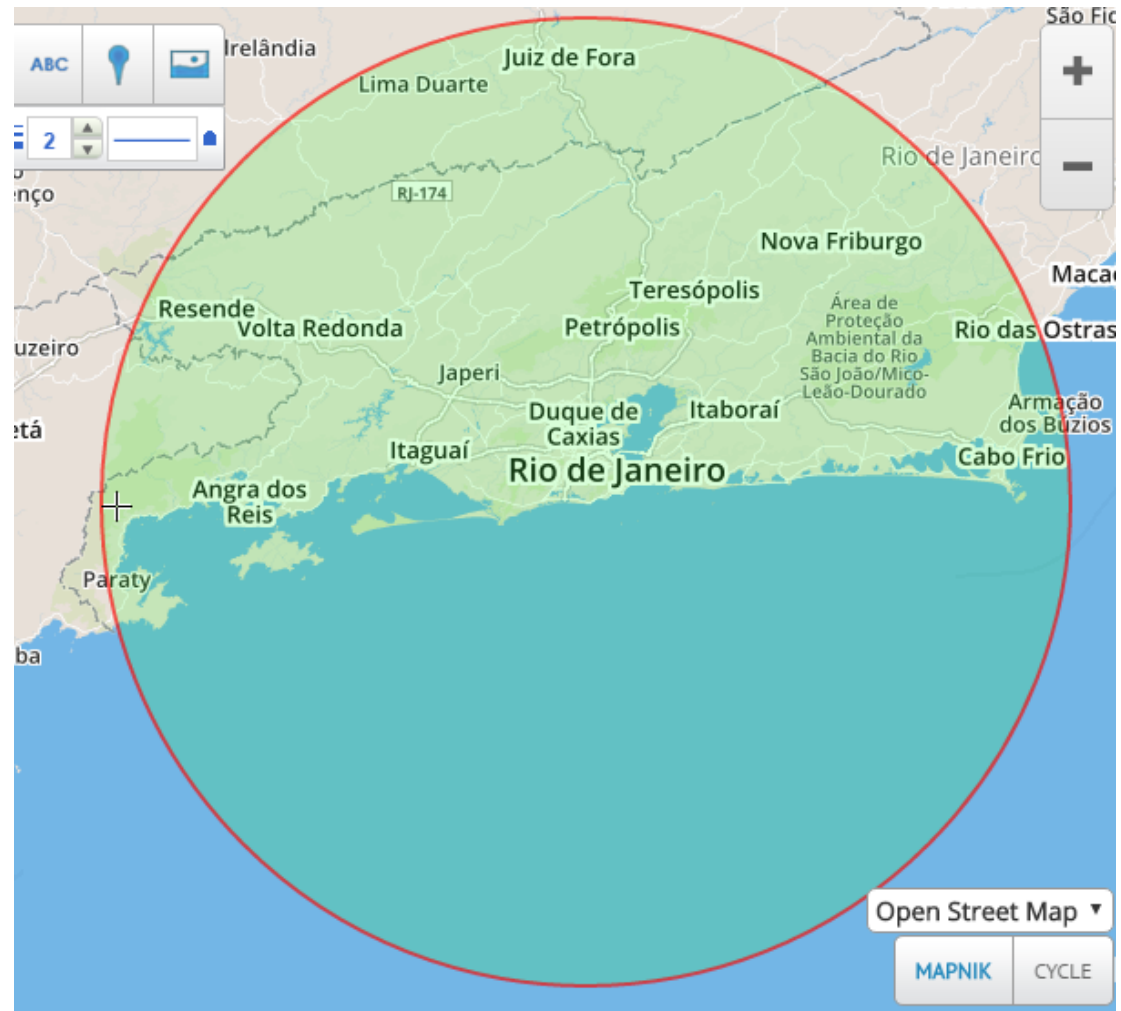 São Fic
ABC
Irelândia
Juiz de Fora
Lima Duarte
2
Rio de Janeiro
nço
RJ-174
Nova Friburgo
Macaé
Teresópolis
Resende
Volta Redonda
Petrópolis
Área de
Proteção
Ambiental da
Bacia do Rio
São João/Mico-
Leão-Dourado
Rio das Ostras
uzeiro
Japeri
Armação
dos Búzios
Duque de
Caxias
Itaboraí
etá
Itaguaí
Cabo Frio
Rio de Janeiro
Angra dos
Reis
Paraty
ba
Open Street Map
MAPNIK
CYCLE